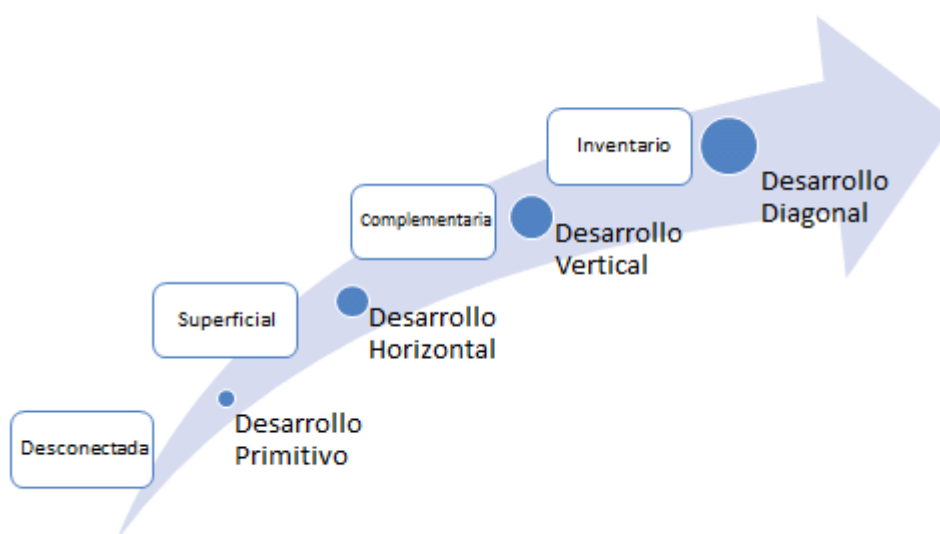 Inventario
Desarrollo
Diagonal
Complementaria
Desarrollo
Vertical
Superficial
Desarrollo
Horizontal
Desconectada
Desarrollo
Primitivo